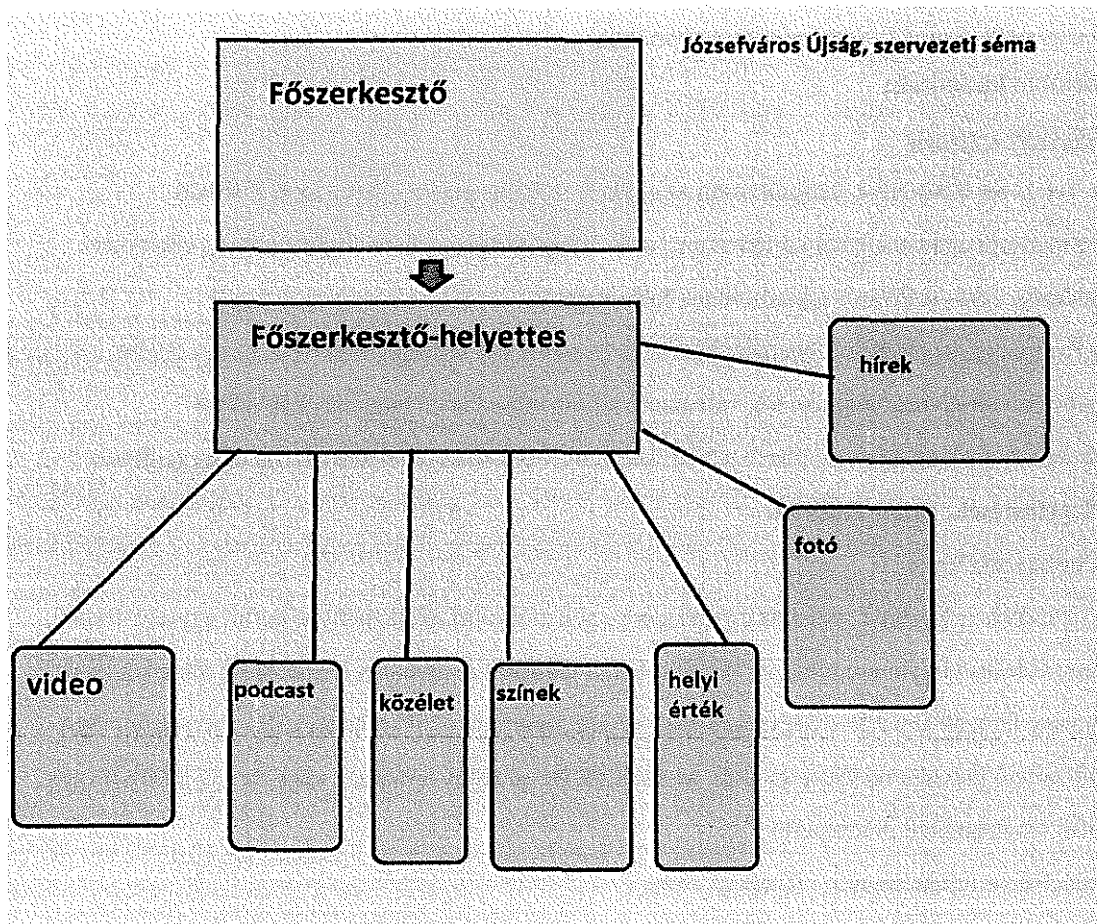 Józsefváros Újság, szervezeti séma
Főszerkesztő
Főszerkesztő-helyettes
hírek
fotó
video
podcast
közélet
színek
helyi
érték